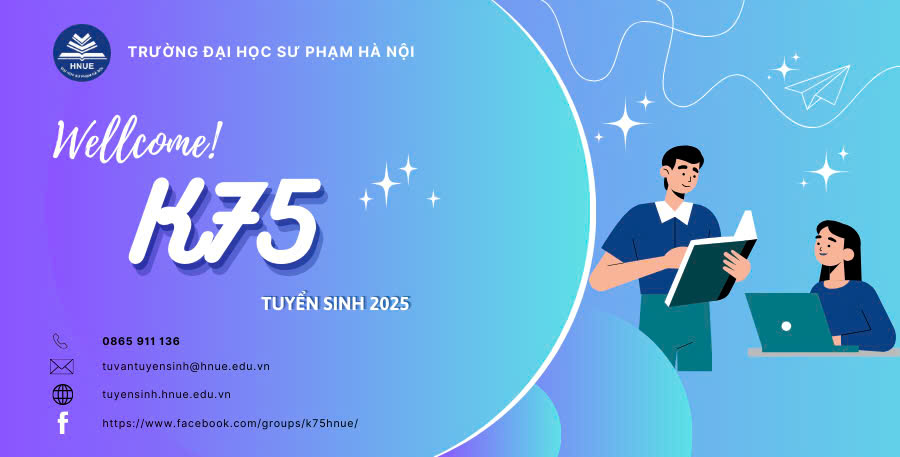 HNUE
TRƯỜNG ĐẠI HỌC SƯ PHẠM HÀ NỘI
Wellcome!
K75
TUYỂN SINH 2025
0865 911 136
tuvantuyensinh@hnue.edu.vn
tuyensinh.hnue.edu.vn
https://www.facebook.com/groups/k75hnue/